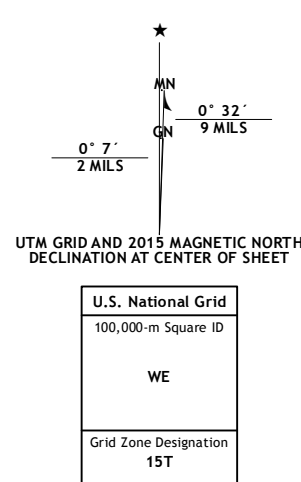 ★
MN
0° 32´
9 MILS
GN
0° 7´
2 MILS
UTM GRID AND 2015 MAGNETIC NORTH
DECLINATION AT CENTER OF SHEET
U.S. National Grid
100,000-m Square ID
WE
Grid Zone Designation
15T